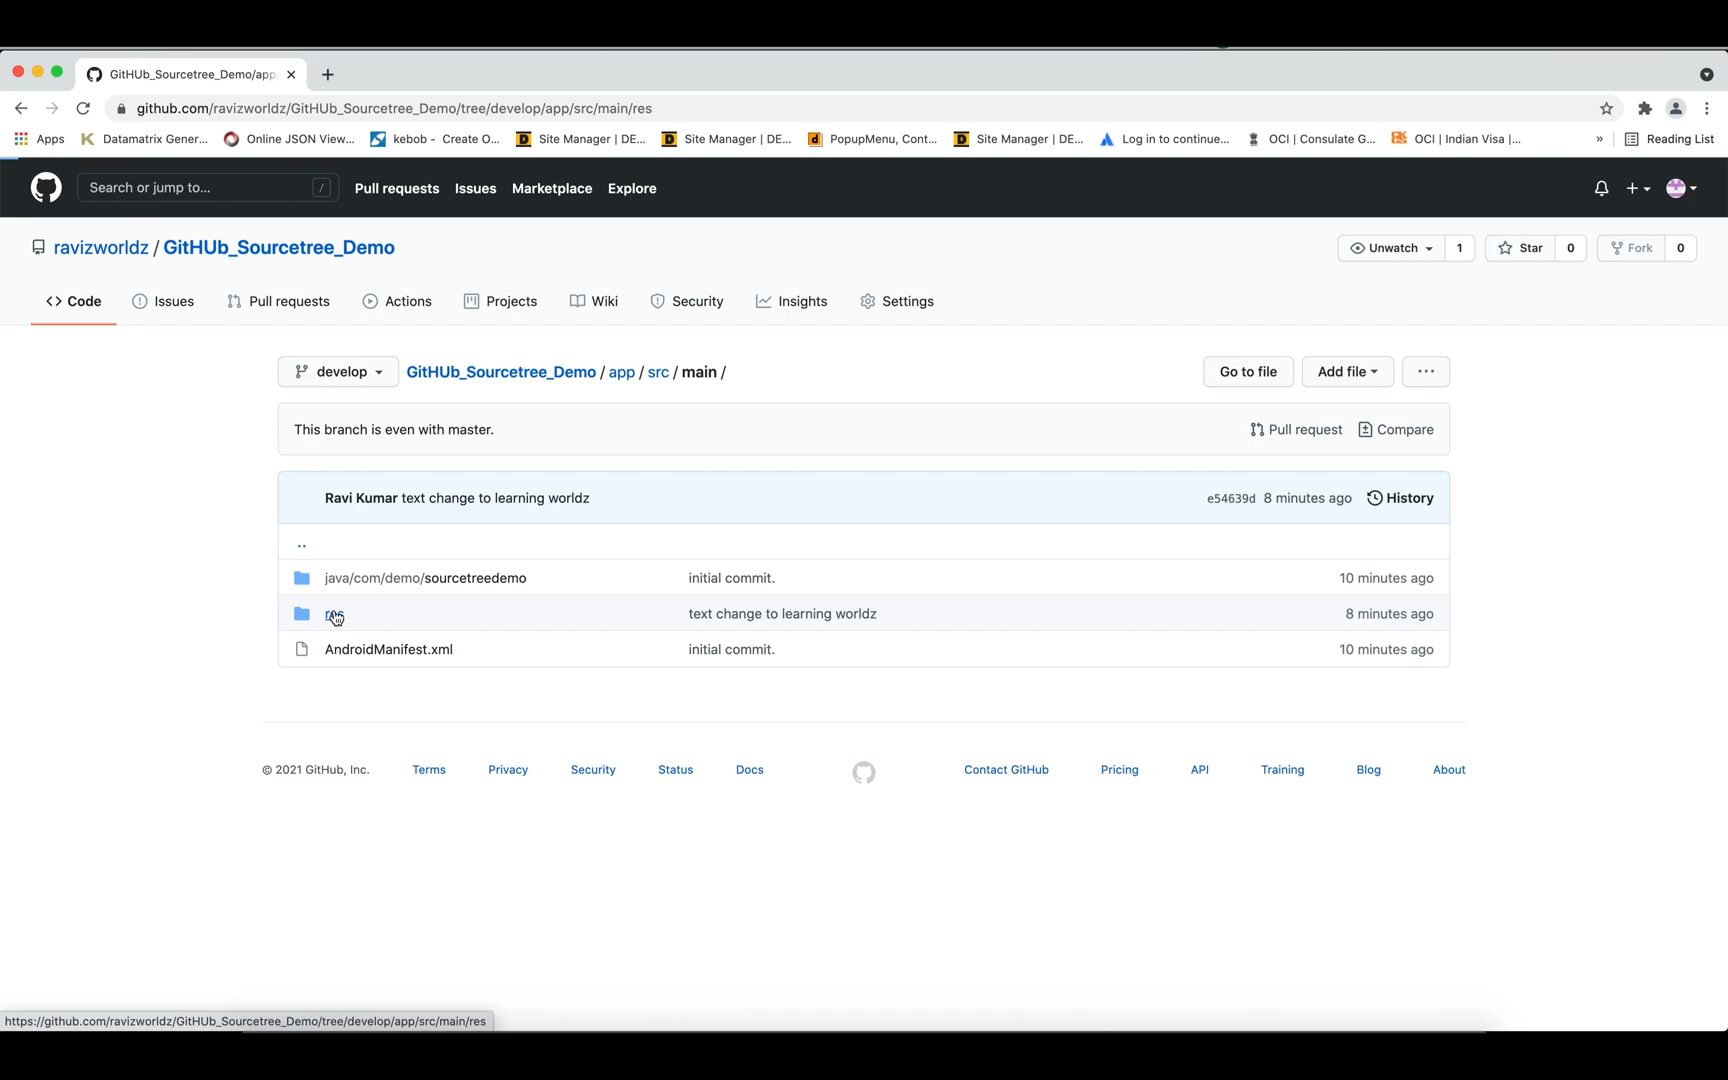 GitHUb_Sourcetree_Demo/app
github.com/ravizworldz/GitHUb_Sourcetree_Demo/tree/develop/app/src/main/res
Apps Datamatrix Gener... Online JSON View... kebob - Create O... Site Manager | DE... Site Manager | DE... PopupMenu, Cont... Site Manager | DE... Log in to continue... OCI | Consulate G... OCI | Indian Visa |... » Reading List
Search or jump to... / Pull requests Issues Marketplace Explore
ravizworldz / GitHUb_Sourcetree_Demo Unwatch 1 Star 0 Fork 0
Code Issues Pull requests Actions Projects Wiki Security Insights Settings
develop GitHUb_Sourcetree_Demo / app / src / main / Go to file Add file ...
This branch is even with master. Pull request Compare
Ravi Kumar text change to learning worldz e54639d 8 minutes ago History
..
java/com/demo/sourcetreedemo initial commit. 10 minutes ago
text change to learning worldz 8 minutes ago
AndroidManifest.xml initial commit. 10 minutes ago
© 2021 GitHub, Inc. Terms Privacy Security Status Docs Contact GitHub Pricing API Training Blog About
https://github.com/ravizworldz/GitHUb_Sourcetree_Demo/tree/develop/app/src/main/res